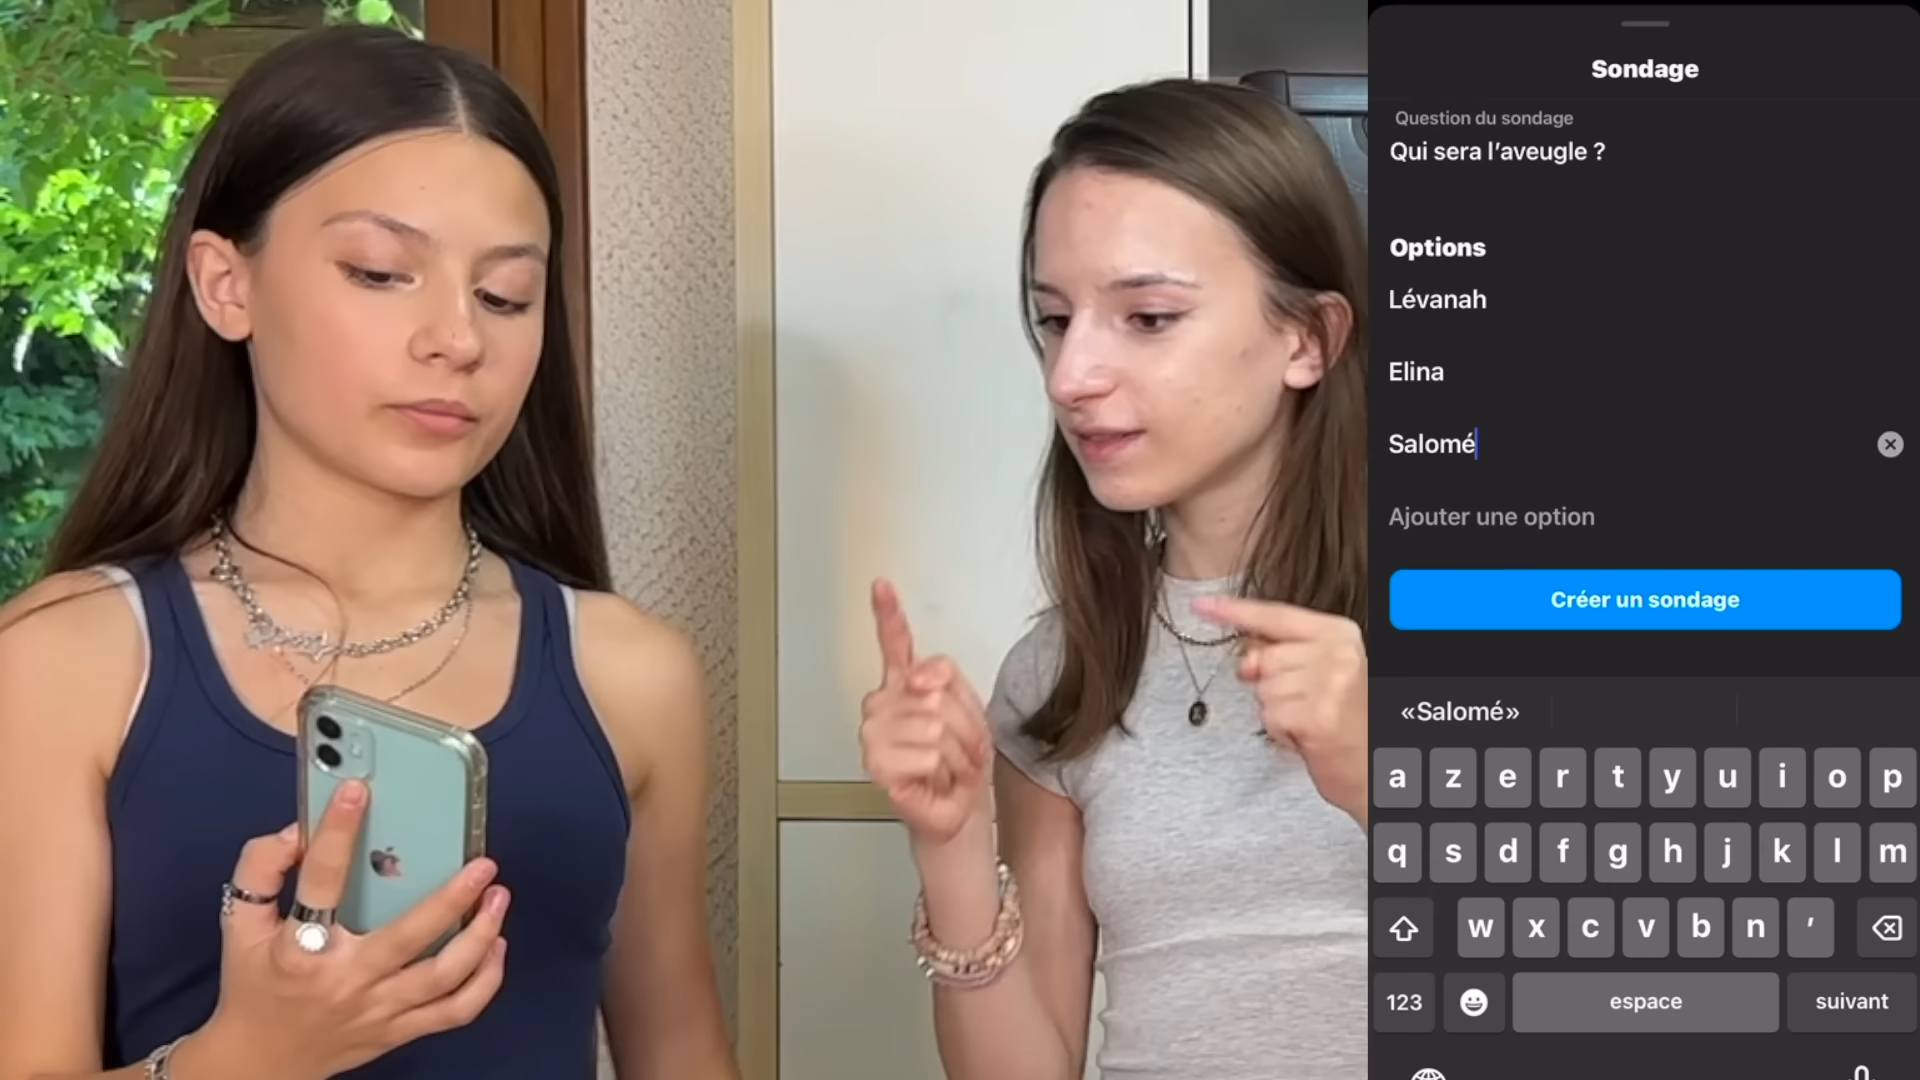 Sondage
Question du sondage
Qui sera l’aveugle ?
Options
Lévanah
Elina
Salomé
Ajouter une option
Créer un sondage
«Salomé»
a z e r t y u i o p
q s d f g h j k l m
w x c v b n ’
123 espace suivant